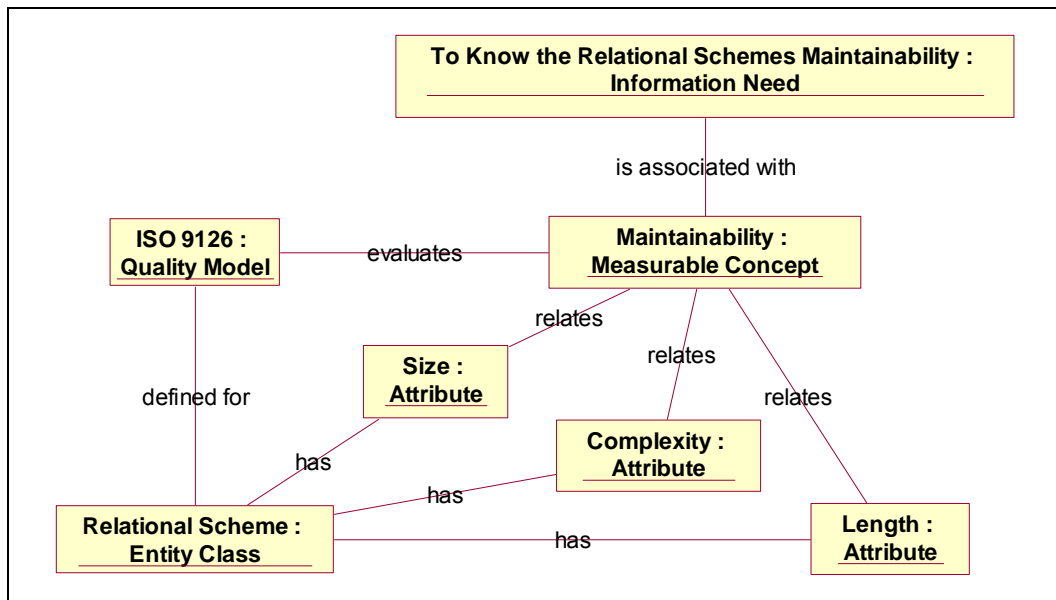 To Know the Relational Schemes Maintainability :
Information Need
is associated with
ISO 9126 :
Quality Model
evaluates
Maintainability :
Measurable Concept
relates
Size :
Attribute
relates
defined for
relates
Complexity :
Attribute
has
has
Relational Scheme :
Entity Class
has
Length :
Attribute